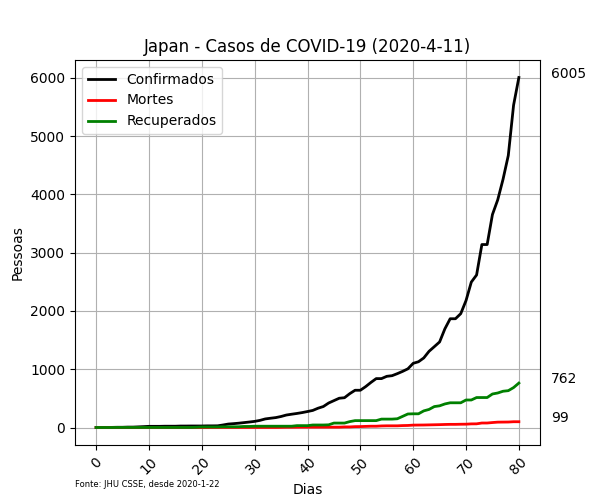 Japan - Casos de COVID-19 (2020-4-11)
Confirmados
Mortes
Recuperados
6005
762
99
Pessoas
6000
5000
4000
3000
2000
1000
0
0 10 20 30 40 50 60 70 80
Dias
Fonte: JHU CSSE, desde 2020-1-22